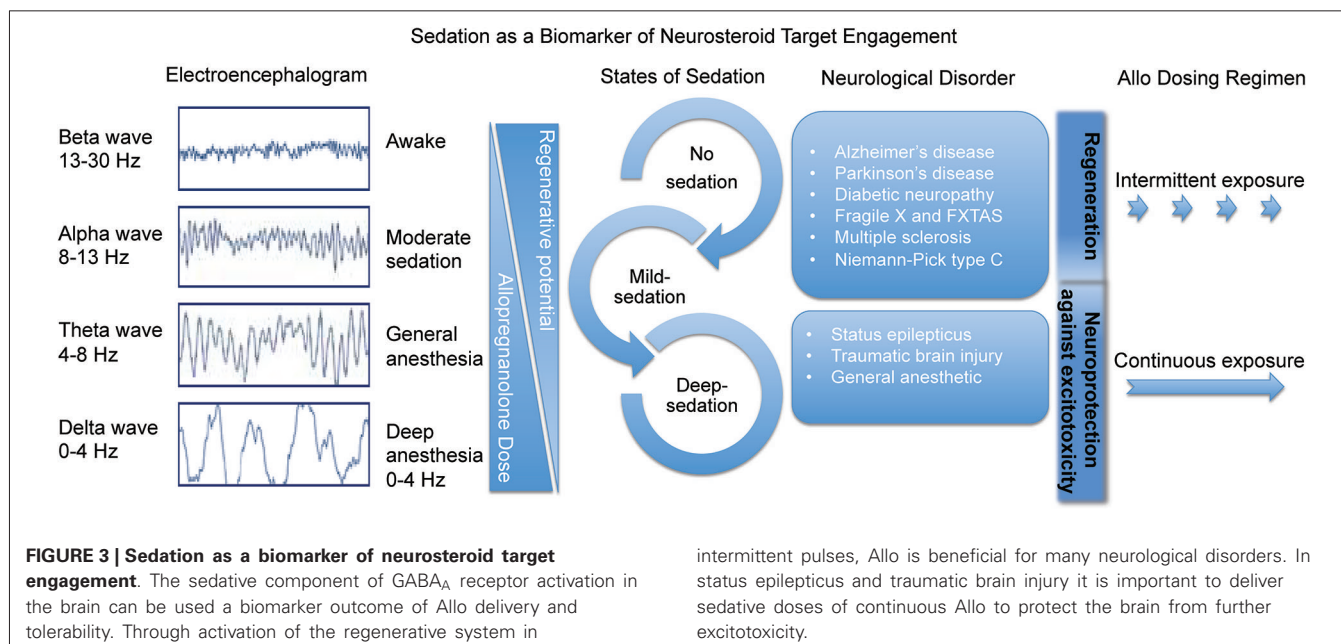 Sedation as a Biomarker of Neurosteroid Target Engagement
Electroencephalogram
States of Sedation
Neurological Disorder
Allo Dosing Regimen
Beta wave
13-30 Hz
Awake
Alpha wave
8-13 Hz
Moderate
sedation
Theta wave
4-8 Hz
General
anesthesia
Delta wave
0-4 Hz
Deep
anesthesia
0-4 Hz
Regenerative potential
Allopregnanolone Dose
No
sedation
Mild-
sedation
Deep-
sedation
• Alzheimer's disease
• Parkinson's disease
• Diabetic neuropathy
• Fragile X and FXTAS
• Multiple sclerosis
• Niemann-Pick type C
• Status epilepticus
• Traumatic brain injury
• General anesthetic
Regeneration
Neuroprotection
against excitotoxicity
Intermittent exposure
Continuous exposure
FIGURE 3 | Sedation as a biomarker of neurosteroid target
engagement. The sedative component of GABAA receptor activation in
the brain can be used a biomarker outcome of Allo delivery and
tolerability. Through activation of the regenerative system in
intermittent pulses, Allo is beneficial for many neurological disorders. In
status epilepticus and traumatic brain injury it is important to deliver
sedative doses of continuous Allo to protect the brain from further
excitotoxicity.